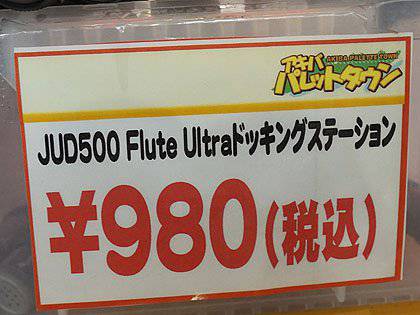 AKIBA PALETTE TOWN
アキバ
パレットタウン
JUD500 Flute Ultraドッキングステーション
¥980(税込)